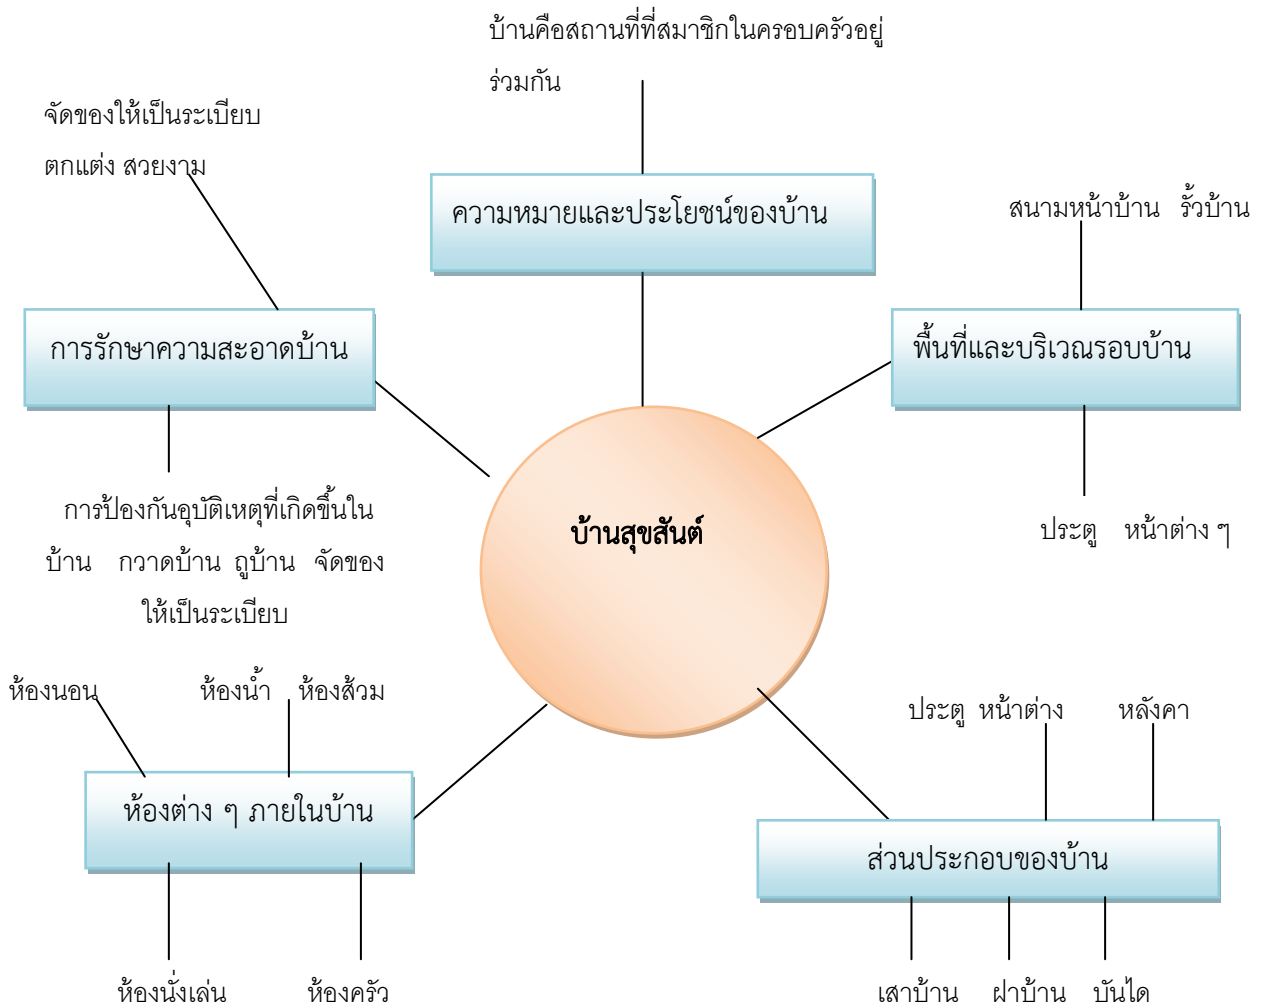 บ้านคือสถานที่ที่สมาชิกในครอบครัวอยู่
ร่วมกัน
จัดของให้เป็นระเบียบ
ตกแต่ง สวยงาม
ความหมายและประโยชน์ของบ้าน
สนามหน้าบ้าน รั้วบ้าน
การรักษาความสะอาดบ้าน
พื้นที่และบริเวณรอบบ้าน
การป้องกันอุบัติเหตุที่เกิดขึ้นใน
บ้าน กวาดบ้าน ถูบ้าน จัดของ
ให้เป็นระเบียบ
บ้านสุขสันต์
ประตู หน้าต่าง ๆ
ห้องนอน ห้องน้ำ ห้องส้วม
ประตู หน้าต่าง หลังคา
ห้องต่าง ๆ ภายในบ้าน
ส่วนประกอบของบ้าน
ห้องนั่งเล่น ห้องครัว
เสาบ้าน ฝาบ้าน บันได